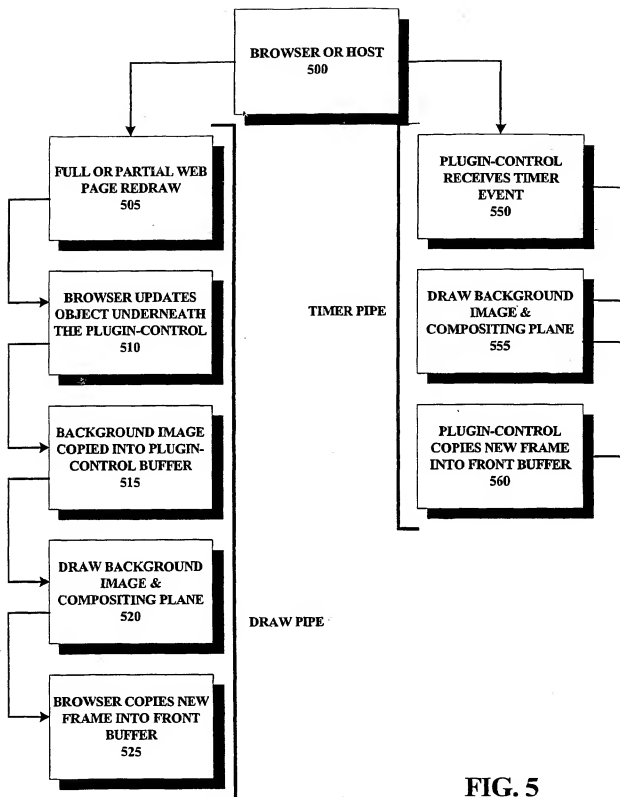 BROWSER OR HOST
500
FULL OR PARTIAL WEB
PAGE REDRAW
505
BROWSER UPDATES
OBJECT UNDERNEATH
THE PLUGIN-CONTROL
510
BACKGROUND IMAGE
COPIED INTO PLUGIN-
CONTROL BUFFER
515
DRAW BACKGROUND
IMAGE &
COMPOSITING PLANE
520
BROWSER COPIES NEW
FRAME INTO FRONT
BUFFER
525
DRAW PIPE
TIMER PIPE
PLUGIN-CONTROL
RECEIVES TIMER
EVENT
550
DRAW BACKGROUND
IMAGE &
COMPOSITING PLANE
555
PLUGIN-CONTROL
COPIES NEW FRAME
INTO FRONT BUFFER
560
FIG. 5